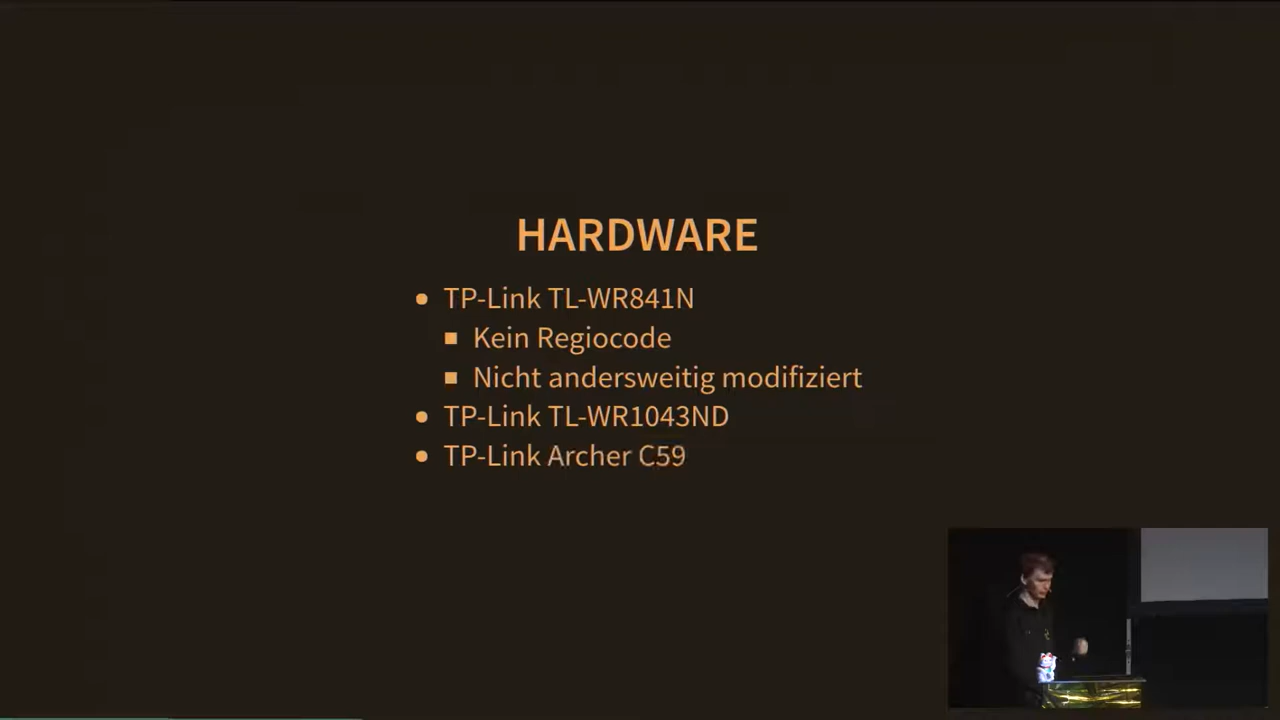 HARDWARE
TP-Link TL-WR841N
Kein Regiocode
Nicht andersweitig modifiziert
TP-Link TL-WR1043ND
TP-Link Archer C59